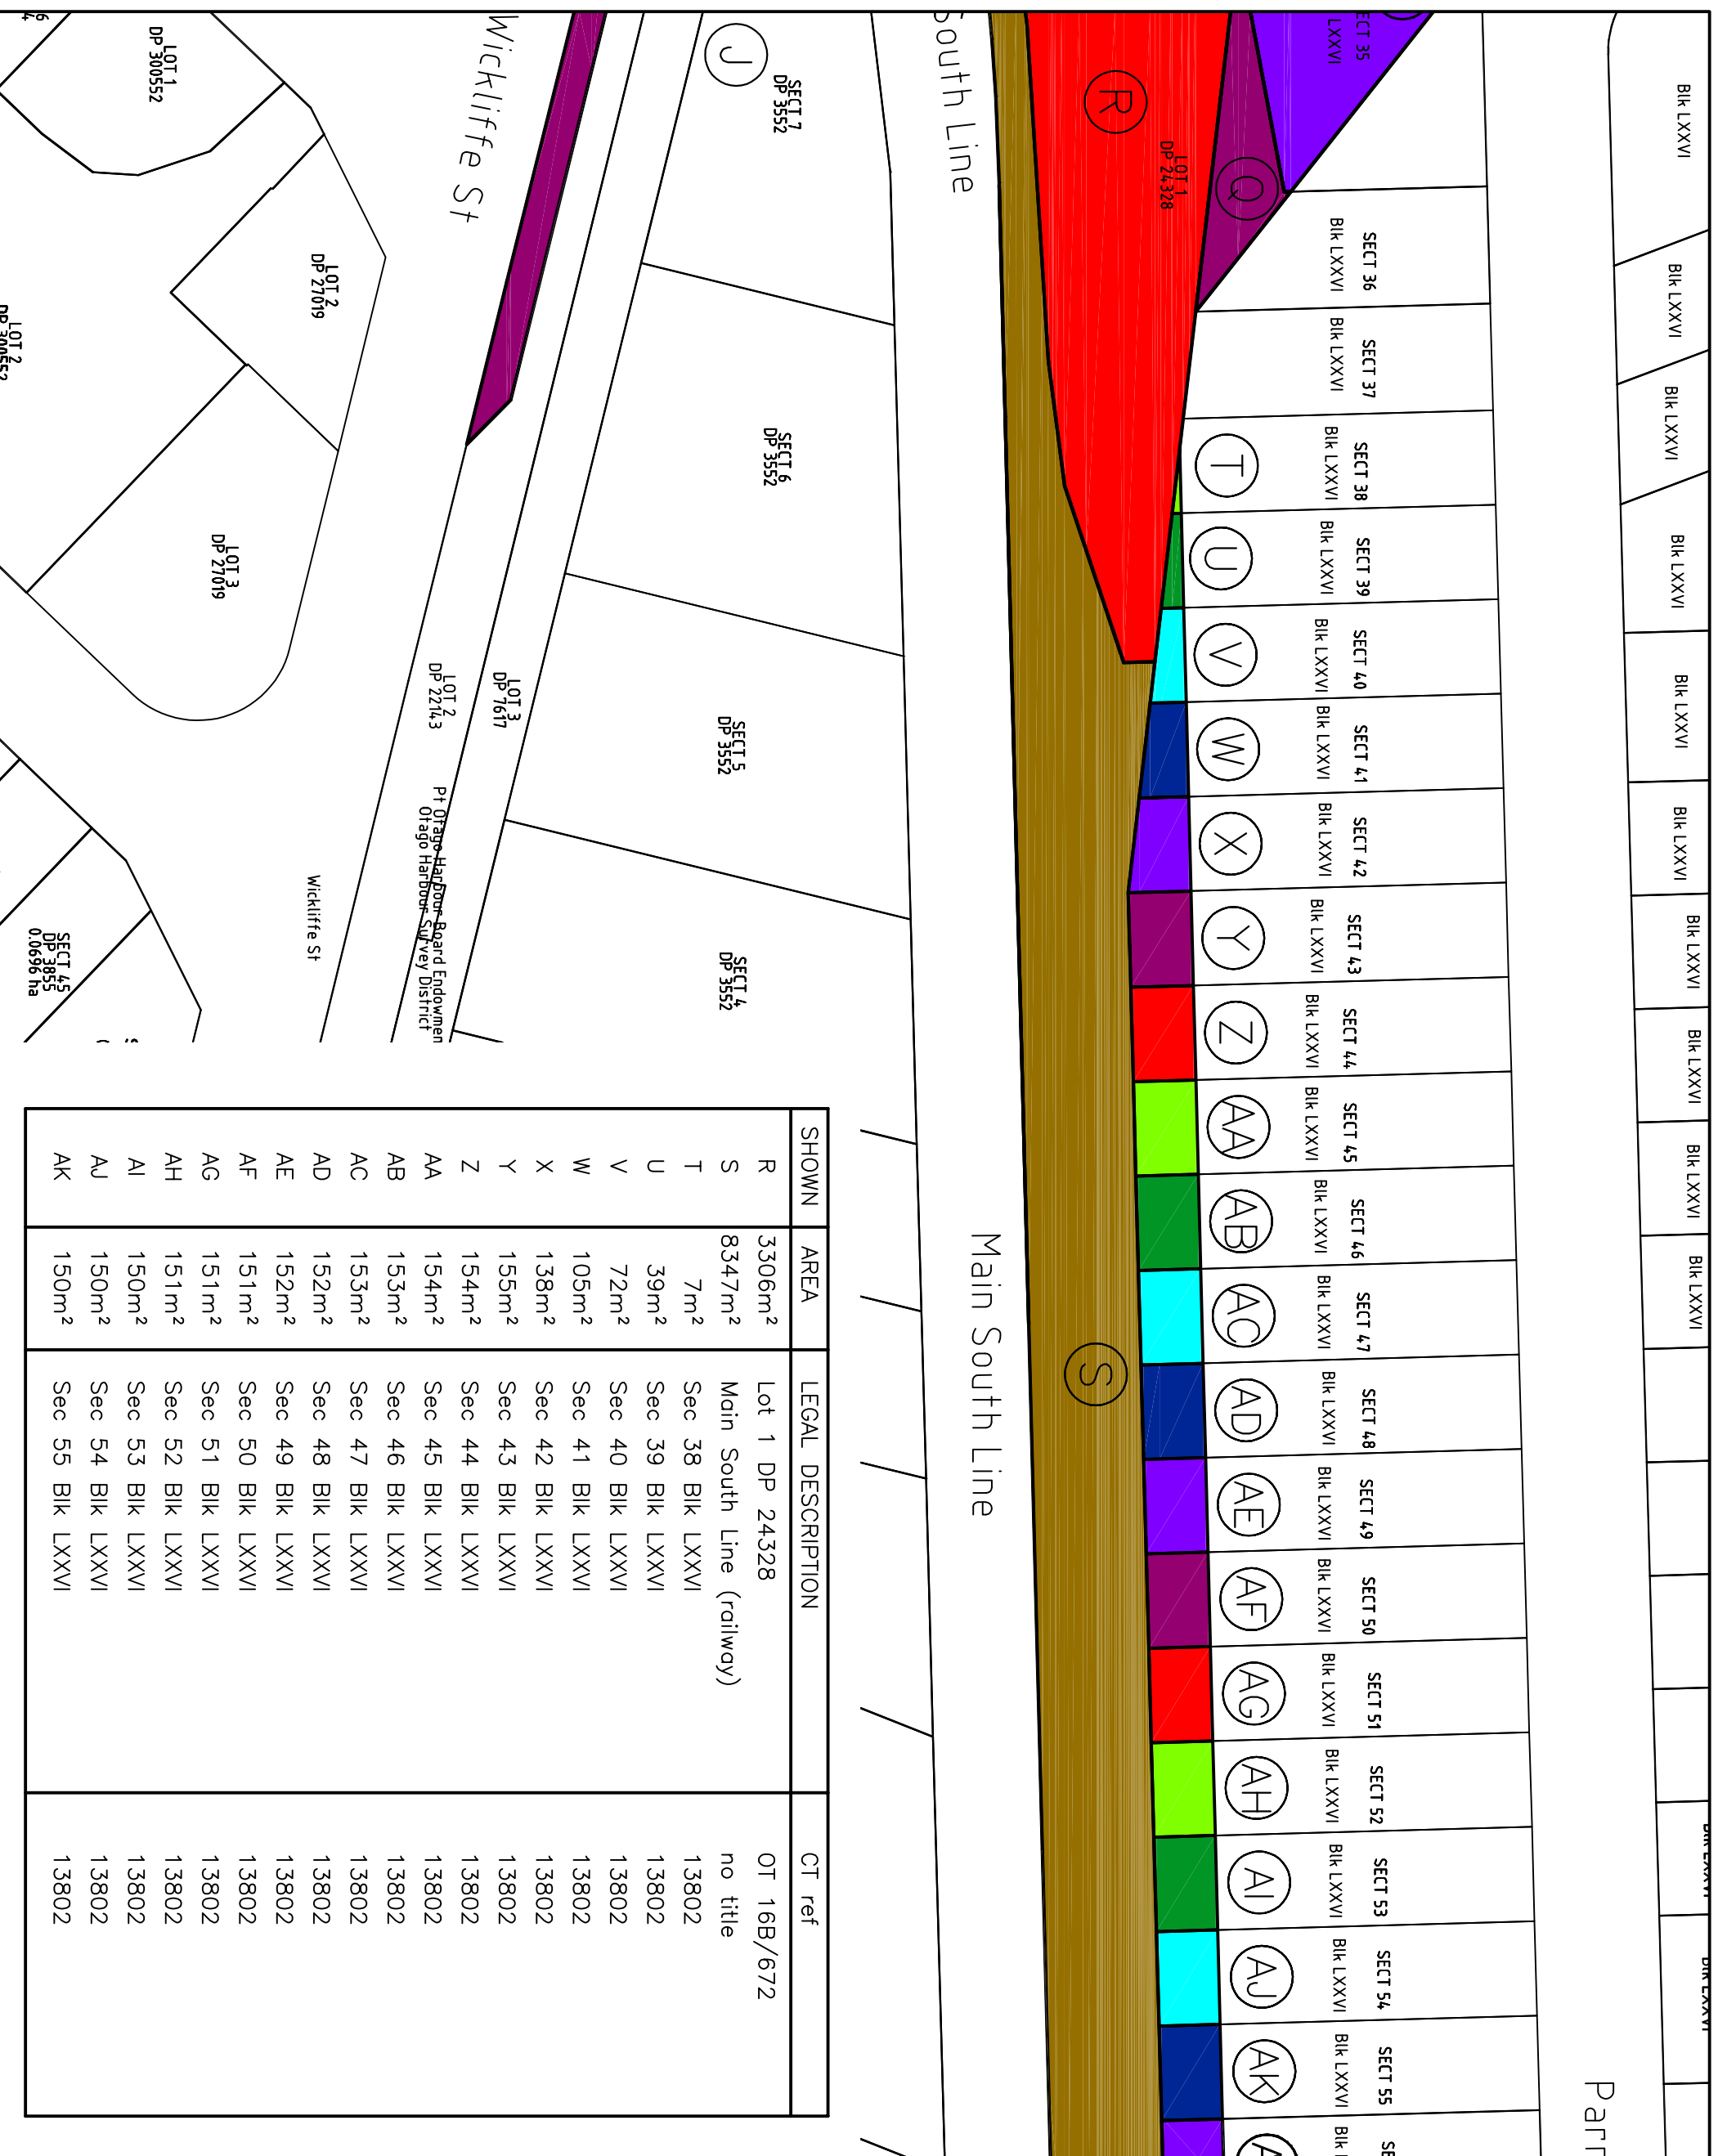 Blk LXXVI
Blk LXXVI
Blk LXXVI
Blk LXXVI
Blk LXXVI
Blk LXXVI
Blk LXXVI
Blk LXXVI
Blk LXXVI
Blk LXXVI
LXXVI
SECT 36
Blk LXXVI
SECT 37
Blk LXXVI
SECT 38
Blk LXXVI
SECT 39
Blk LXXVI
SECT 40
Blk LXXVI
SECT 41
Blk LXXVI
SECT 42
Blk LXXVI
SECT 43
Blk LXXVI
SECT 44
Blk LXXVI
SECT 45
Blk LXXVI
SECT 46
Blk LXXVI
SECT 47
Blk LXXVI
SECT 48
Blk LXXVI
SECT 49
Blk LXXVI
SECT 50
Blk LXXVI
SECT 51
Blk LXXVI
SECT 52
Blk LXXVI
SECT 53
Blk LXXVI
SECT 54
Blk LXXVI
SECT 55
Blk LXXVI
Q
T
U
V
W
X
Y
Z
AA
AB
AC
AD
AE
AF
AG
AH
AI
AJ
AK
LOT 1
DP 24328
R
S
South Line
Main South Line
SECT 7
DP 3552
J
SECT 6
DP 3552
SECT 5
DP 3552
SECT 4
DP 3552
Wickliffe St
LOT 3
DP 7617
LOT 2
DP 22143
Pt Otago Harbour Board Endowmen
Otago Harbour Survey District
LOT 2
DP 27019
Wickliffe St
LOT 3
DP 27019
LOT 1
DP 300552
SECT 45
DP 3855
0.0696 ha
LOT 2
DP 300552
SHOWN AREA LEGAL DESCRIPTION CT ref
R 3306m² Lot 1 DP 24328 OT 16B/672
S 8347m² Main South Line (railway) no title
T 7m² Sec 38 Blk LXXVI 13802
U 39m² Sec 39 Blk LXXVI 13802
V 72m² Sec 40 Blk LXXVI 13802
W 105m² Sec 41 Blk LXXVI 13802
X 138m² Sec 42 Blk LXXVI 13802
Y 155m² Sec 43 Blk LXXVI 13802
Z 154m² Sec 44 Blk LXXVI 13802
AA 154m² Sec 45 Blk LXXVI 13802
AB 153m² Sec 46 Blk LXXVI 13802
AC 153m² Sec 47 Blk LXXVI 13802
AD 152m² Sec 48 Blk LXXVI 13802
AE 152m² Sec 49 Blk LXXVI 13802
AF 151m² Sec 50 Blk LXXVI 13802
AG 151m² Sec 51 Blk LXXVI 13802
AH 151m² Sec 52 Blk LXXVI 13802
AI 150m² Sec 53 Blk LXXVI 13802
AJ 150m² Sec 54 Blk LXXVI 13802
AK 150m² Sec 55 Blk LXXVI 13802